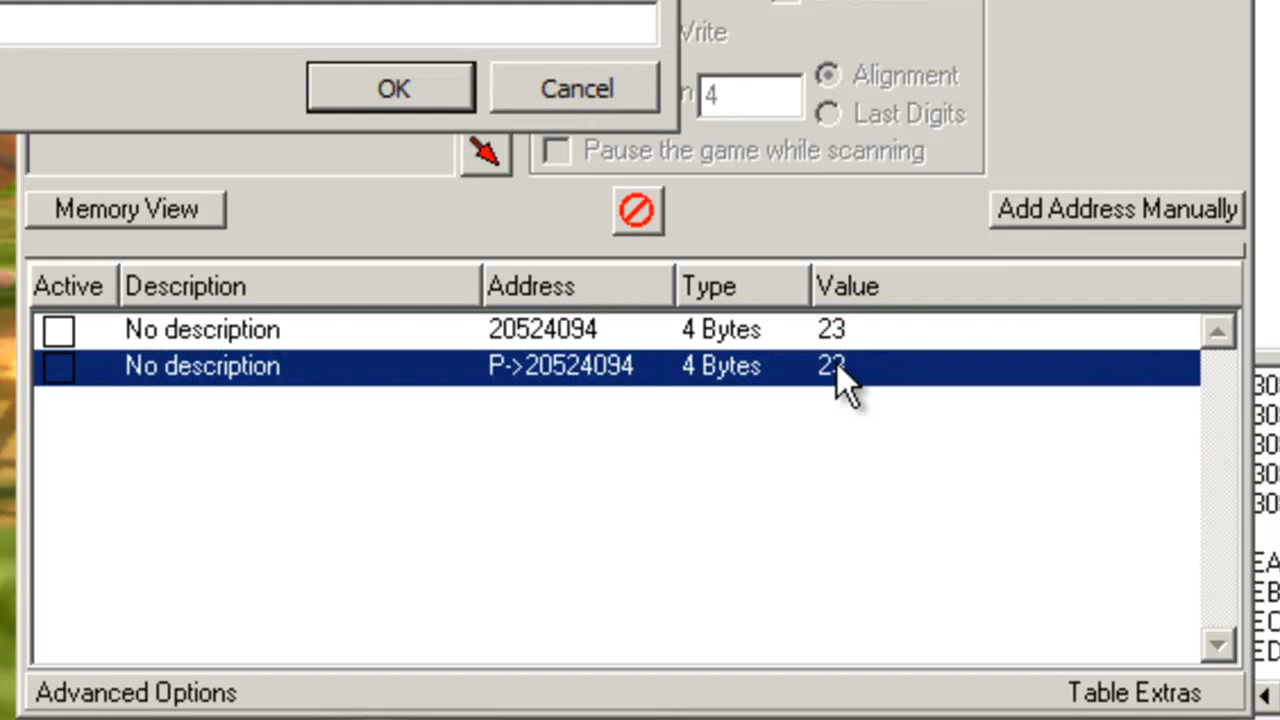 Write
OK Cancel
n 4 Alignment
Last Digits
Pause the game while scanning
Memory View Add Address Manually
Active Description Address Type Value
No description 20524094 4 Bytes 23
No description P->20524094 4 Bytes 23
Advanced Options Table Extras